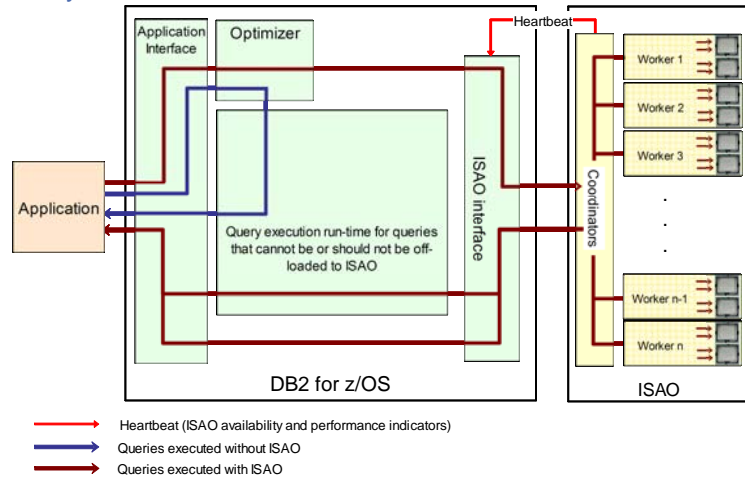 Application
Interface
Optimizer
Heartbeat
Worker 1
Worker 2
Worker 3
Application
ISAO interface
Coordinators
Query execution run-time for queries
that cannot be or should not be off-
loaded to ISAO
.
.
.
Worker n-1
Worker n
DB2 for z/OS
ISAO
Heartbeat (ISAO availability and performance indicators)
Queries executed without ISAO
Queries executed with ISAO